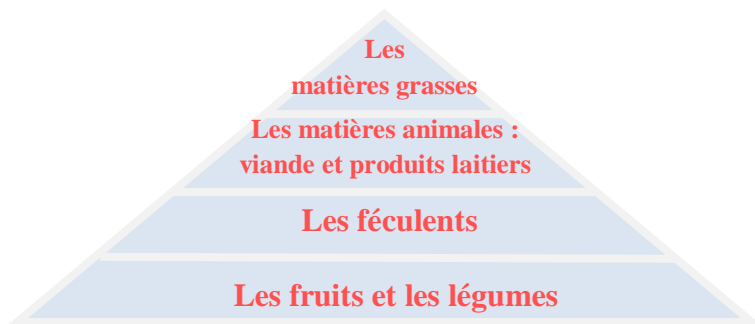 Les
matières grasses
Les matières animales :
viande et produits laitiers
Les féculents
Les fruits et les légumes